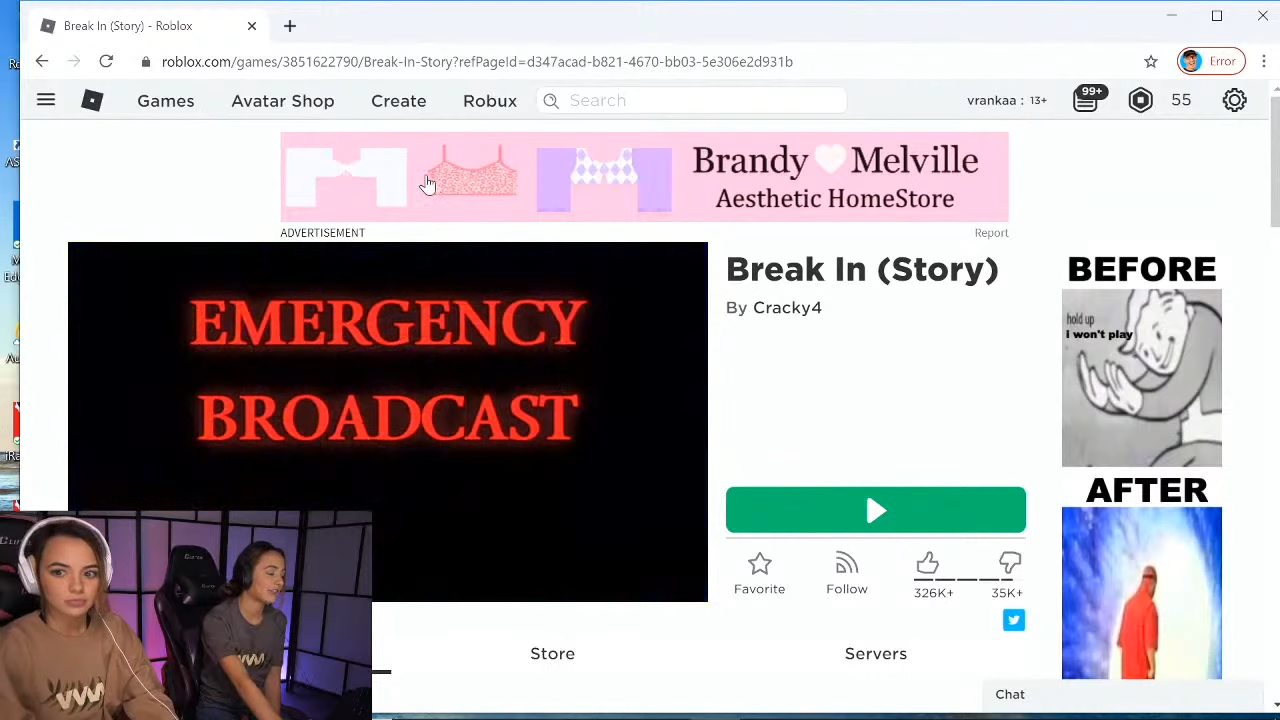 Break In (Story) - Roblox
roblox.com/games/3851622790/Break-In-Story?refPageId=d347acad-b821-4670-bb03-5e306e2d931b
Error
Games
Avatar Shop
Create
Robux
Search
vrankaa : 13+
99+
55
Brandy Melville
Aesthetic HomeStore
ADVERTISEMENT
Report
EMERGENCY
BROADCAST
Break In (Story)
By Cracky4
BEFORE
hold up
i won't play
AFTER
Favorite
Follow
326K+
35K+
Store
Servers
Chat